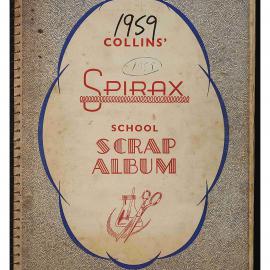 1959
COLLINS'
SPIRAX
SCHOOL
SCRAP
ALBUM